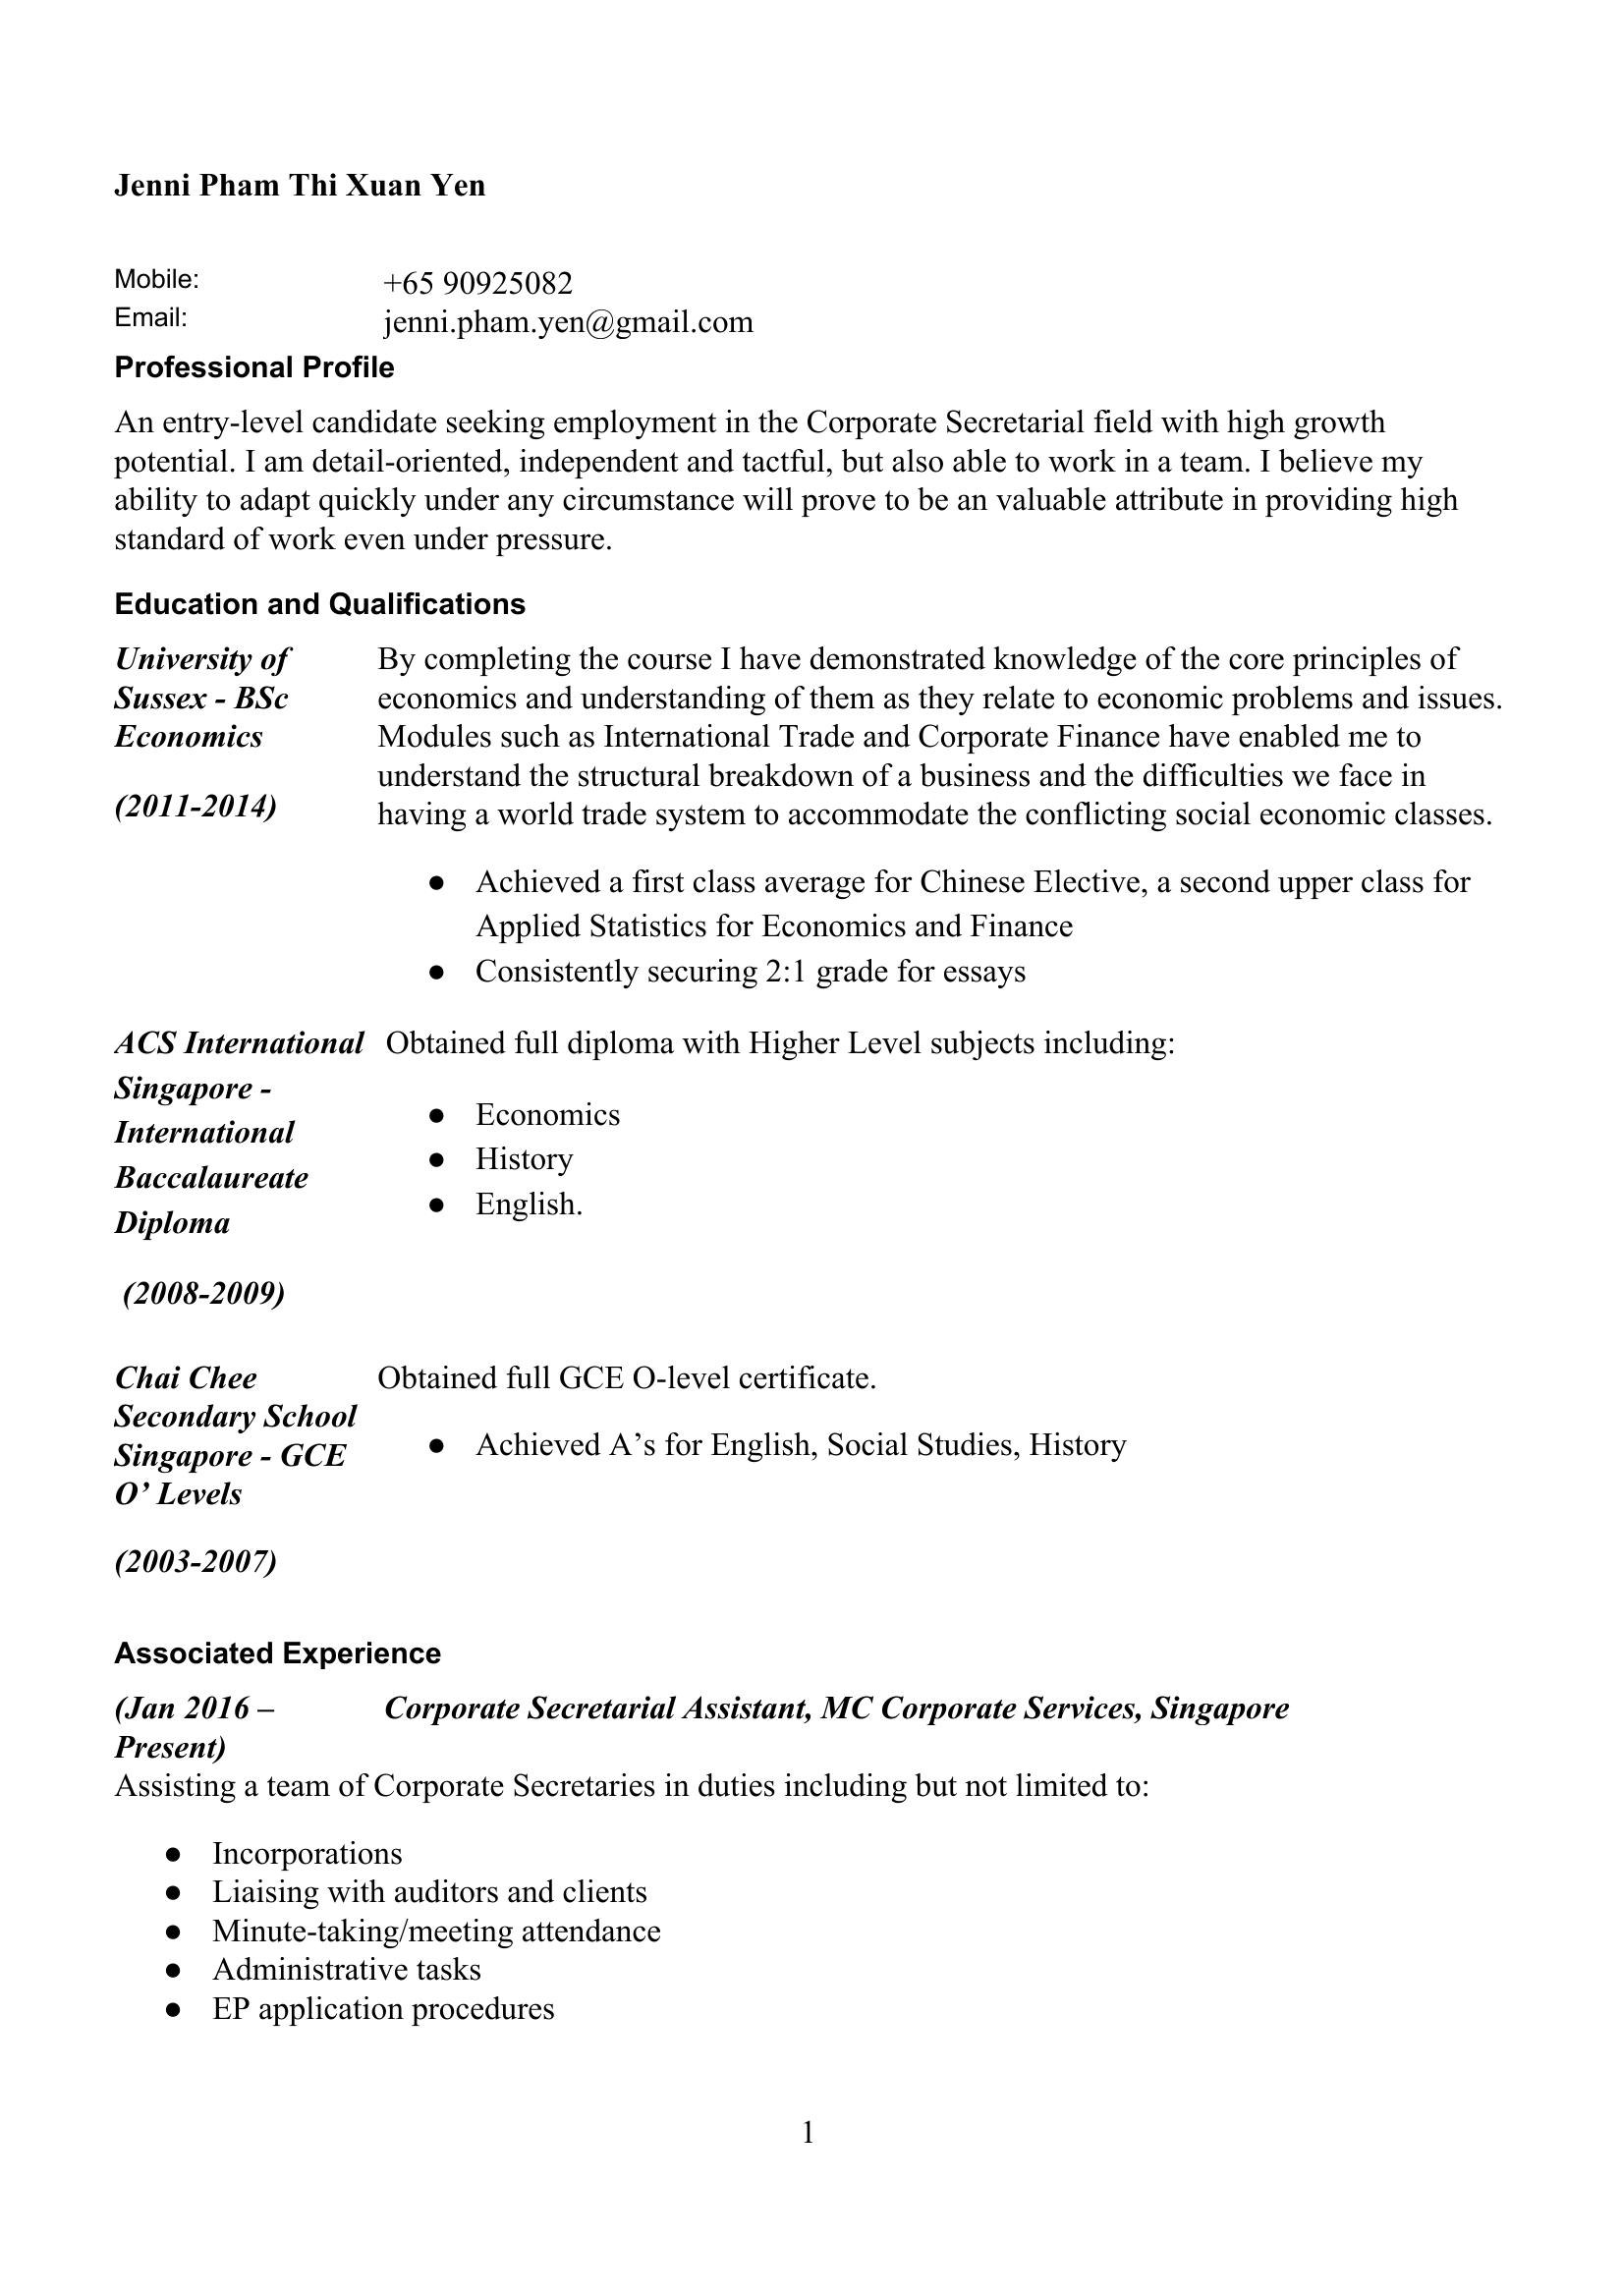 Jenni Pham Thi Xuan Yen
Mobile: +65 90925082
Email: jenni.pham.yen@gmail.com
Professional Profile
An entry-level candidate seeking employment in the Corporate Secretarial field with high growth
potential. I am detail-oriented, independent and tactful, but also able to work in a team. I believe my
ability to adapt quickly under any circumstance will prove to be an valuable attribute in providing high
standard of work even under pressure.
Education and Qualifications
University of
Sussex - BSc
Economics
(2011-2014)
By completing the course I have demonstrated knowledge of the core principles of
economics and understanding of them as they relate to economic problems and issues.
Modules such as International Trade and Corporate Finance have enabled me to
understand the structural breakdown of a business and the difficulties we face in
having a world trade system to accommodate the conflicting social economic classes.
● Achieved a first class average for Chinese Elective, a second upper class for
Applied Statistics for Economics and Finance
● Consistently securing 2:1 grade for essays
ACS International
Singapore -
International
Baccalaureate
Diploma
(2008-2009)
Obtained full diploma with Higher Level subjects including:
● Economics
● History
● English.
Chai Chee
Secondary School
Singapore - GCE
O’ Levels
(2003-2007)
Obtained full GCE O-level certificate.
● Achieved A’s for English, Social Studies, History
Associated Experience
(Jan 2016 –
Present)
Corporate Secretarial Assistant, MC Corporate Services, Singapore
Assisting a team of Corporate Secretaries in duties including but not limited to:
● Incorporations
● Liaising with auditors and clients
● Minute-taking/meeting attendance
● Administrative tasks
● EP application procedures
1